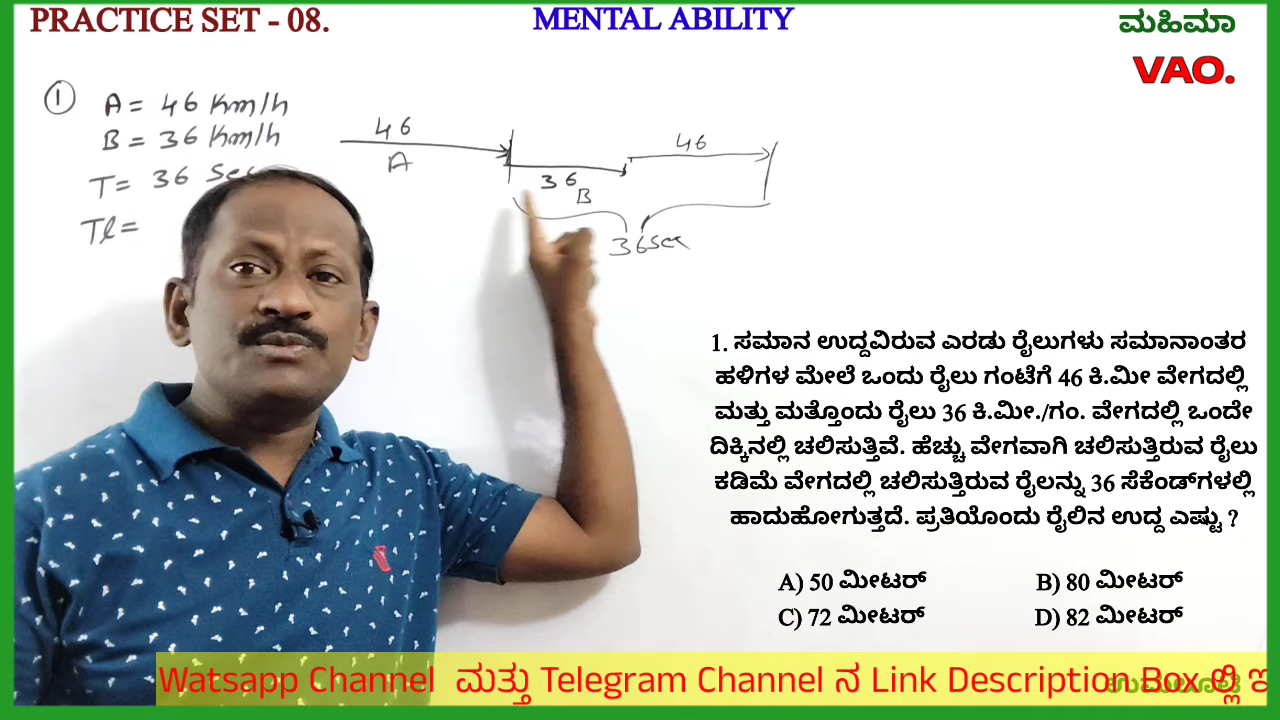 PRACTICE SET - 08.
MENTAL ABILITY
ಮಹಿಮಾ
VAO.
1
A = 46 Km/h
B = 36 Km/h
T = 36 Sec
Tl =
46
A
36
B
46
36 Sec
1. ಸಮಾನ ಉದ್ದವಿರುವ ಎರಡು ರೈಲುಗಳು ಸಮಾನಾಂತರ
ಹಳಿಗಳ ಮೇಲೆ ಒಂದು ರೈಲು ಗಂಟೆಗೆ 46 ಕಿ.ಮೀ ವೇಗದಲ್ಲಿ
ಮತ್ತು ಮತ್ತೊಂದು ರೈಲು 36 ಕಿ.ಮೀ./ಗಂ. ವೇಗದಲ್ಲಿ ಒಂದೇ
ದಿಕ್ಕಿನಲ್ಲಿ ಚಲಿಸುತ್ತಿವೆ. ಹೆಚ್ಚು ವೇಗವಾಗಿ ಚಲಿಸುತ್ತಿರುವ ರೈಲು
ಕಡಿಮೆ ವೇಗದಲ್ಲಿ ಚಲಿಸುತ್ತಿರುವ ರೈಲನ್ನು 36 ಸೆಕೆಂಡ್‌ಗಳಲ್ಲಿ
ಹಾದುಹೋಗುತ್ತದೆ. ಪ್ರತಿಯೊಂದು ರೈಲಿನ ಉದ್ದ ಎಷ್ಟು ?
A) 50 ಮೀಟರ್ B) 80 ಮೀಟರ್
C) 72 ಮೀಟರ್ D) 82 ಮೀಟರ್
Watsapp Channel ಮತ್ತು Telegram Channel ನ Link Description Box ಲ್ಲಿ